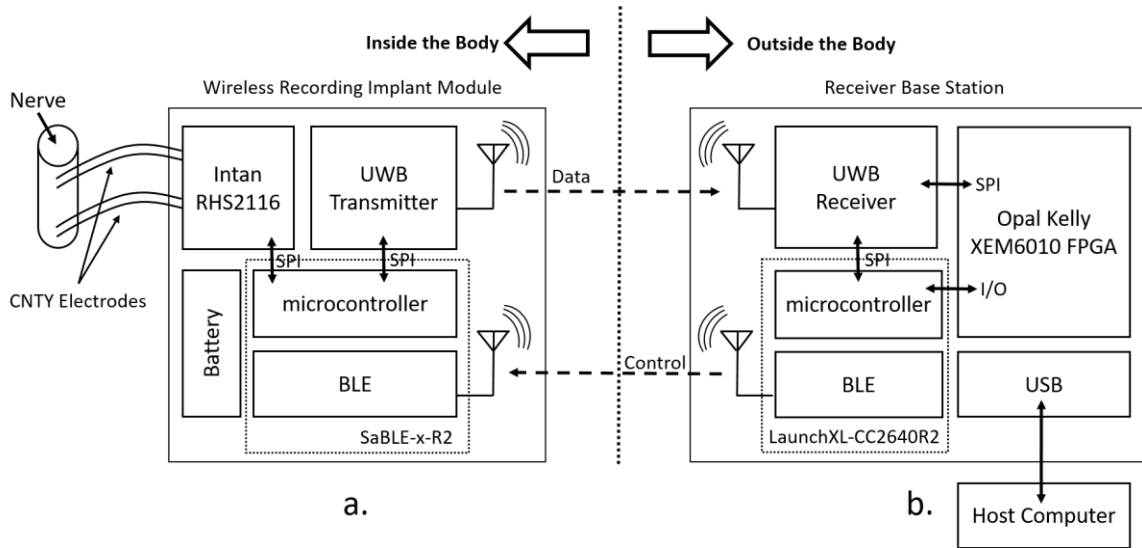 Inside the Body
Outside the Body
Wireless Recording Implant Module
Receiver Base Station
Nerve
CNTY Electrodes
Intan
RHS2116
UWB
Transmitter
SPI
SPI
microcontroller
Battery
BLE
SaBLE-x-R2
Data
Control
UWB
Receiver
SPI
Opal Kelly
XEM6010 FPGA
SPI
microcontroller
I/O
BLE
USB
LaunchXL-CC2640R2
Host Computer
a.
b.